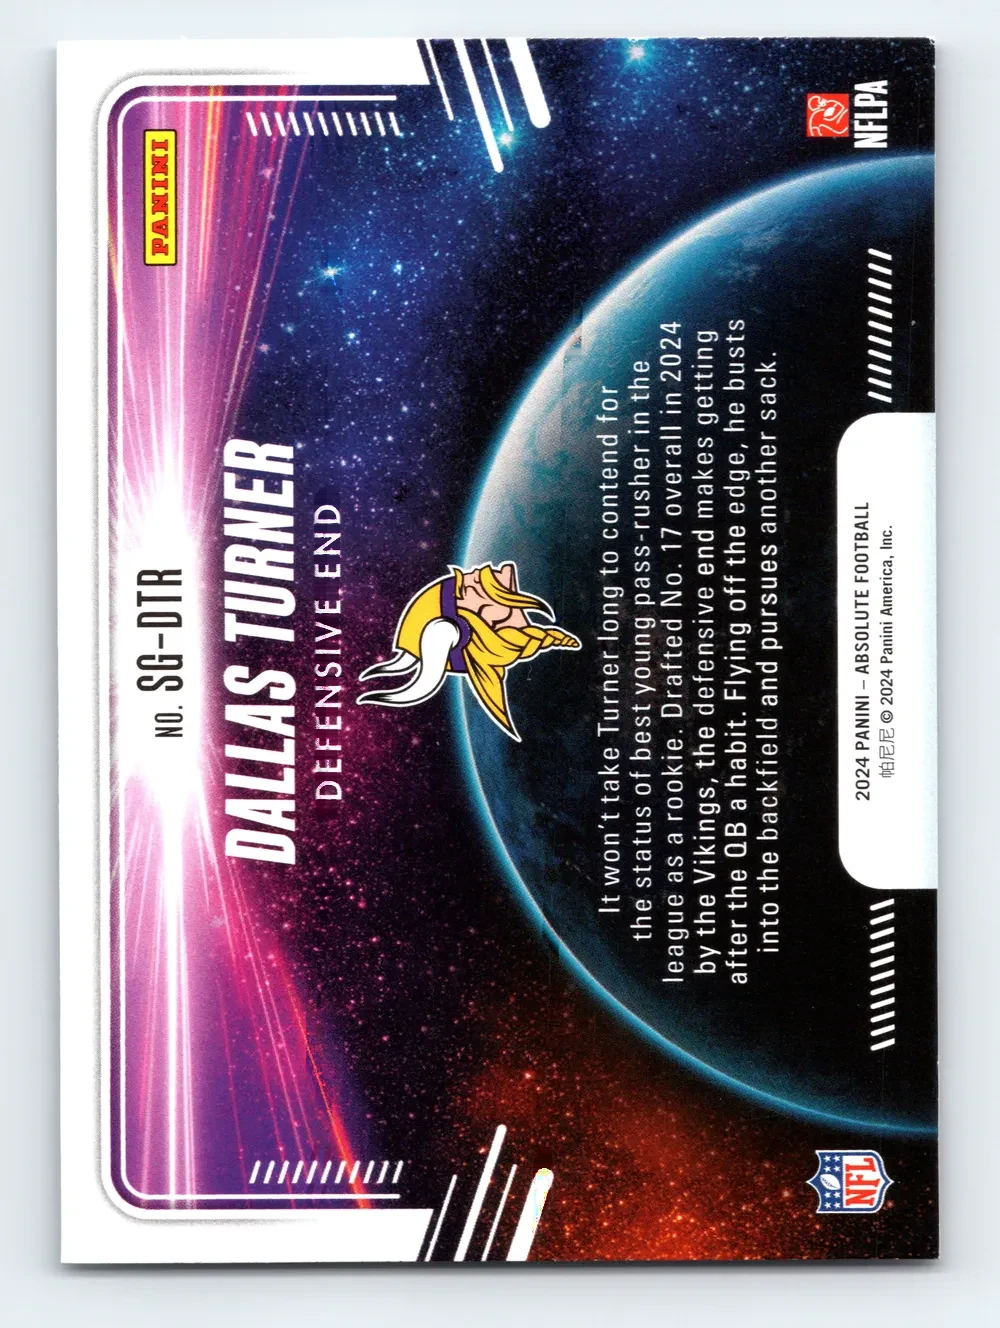 PANINI
NO. SG-DTR
DALLAS TURNER
DEFENSIVE END
It won't take Turner long to contend for
the status of best young pass-rusher in the
league as a rookie. Drafted No. 17 overall in 2024
by the Vikings, the defensive end makes getting
after the QB a habit. Flying off the edge, he busts
into the backfield and pursues another sack.
2024 PANINI – ABSOLUTE FOOTBALL
帕尼尼 © 2024 Panini America, Inc.
NFLPA
NFL